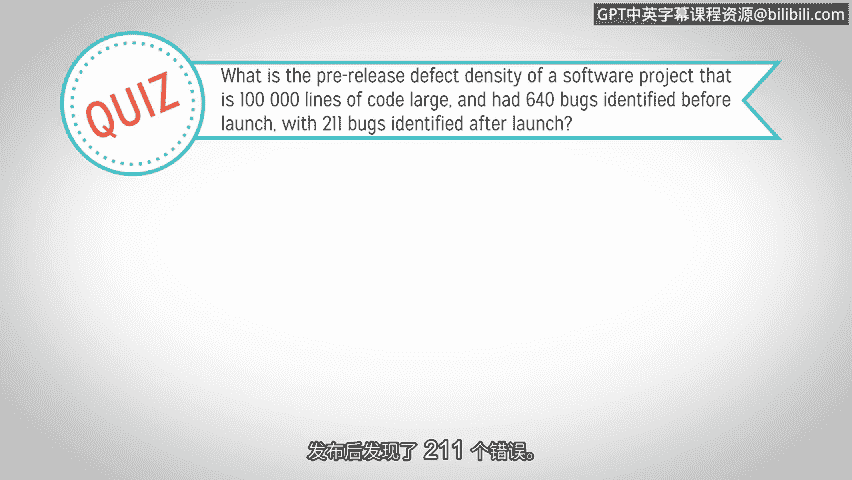 GPT中英字幕课程资源@bilibili.com
QUIZ
What is the pre-release defect density of a software project that
is 100 000 lines of code large, and had 640 bugs identified before
launch, with 211 bugs identified after launch?
发布后发现了 211 个错误。